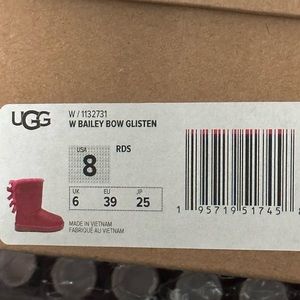 UGG
W / 1132731
W BAILEY BOW GLISTEN
USA
8
RDS
UK
6
39
JP
25
MADE IN VIETNAM
FABRIQUÉ AU VIETNAM
1 95719 51745